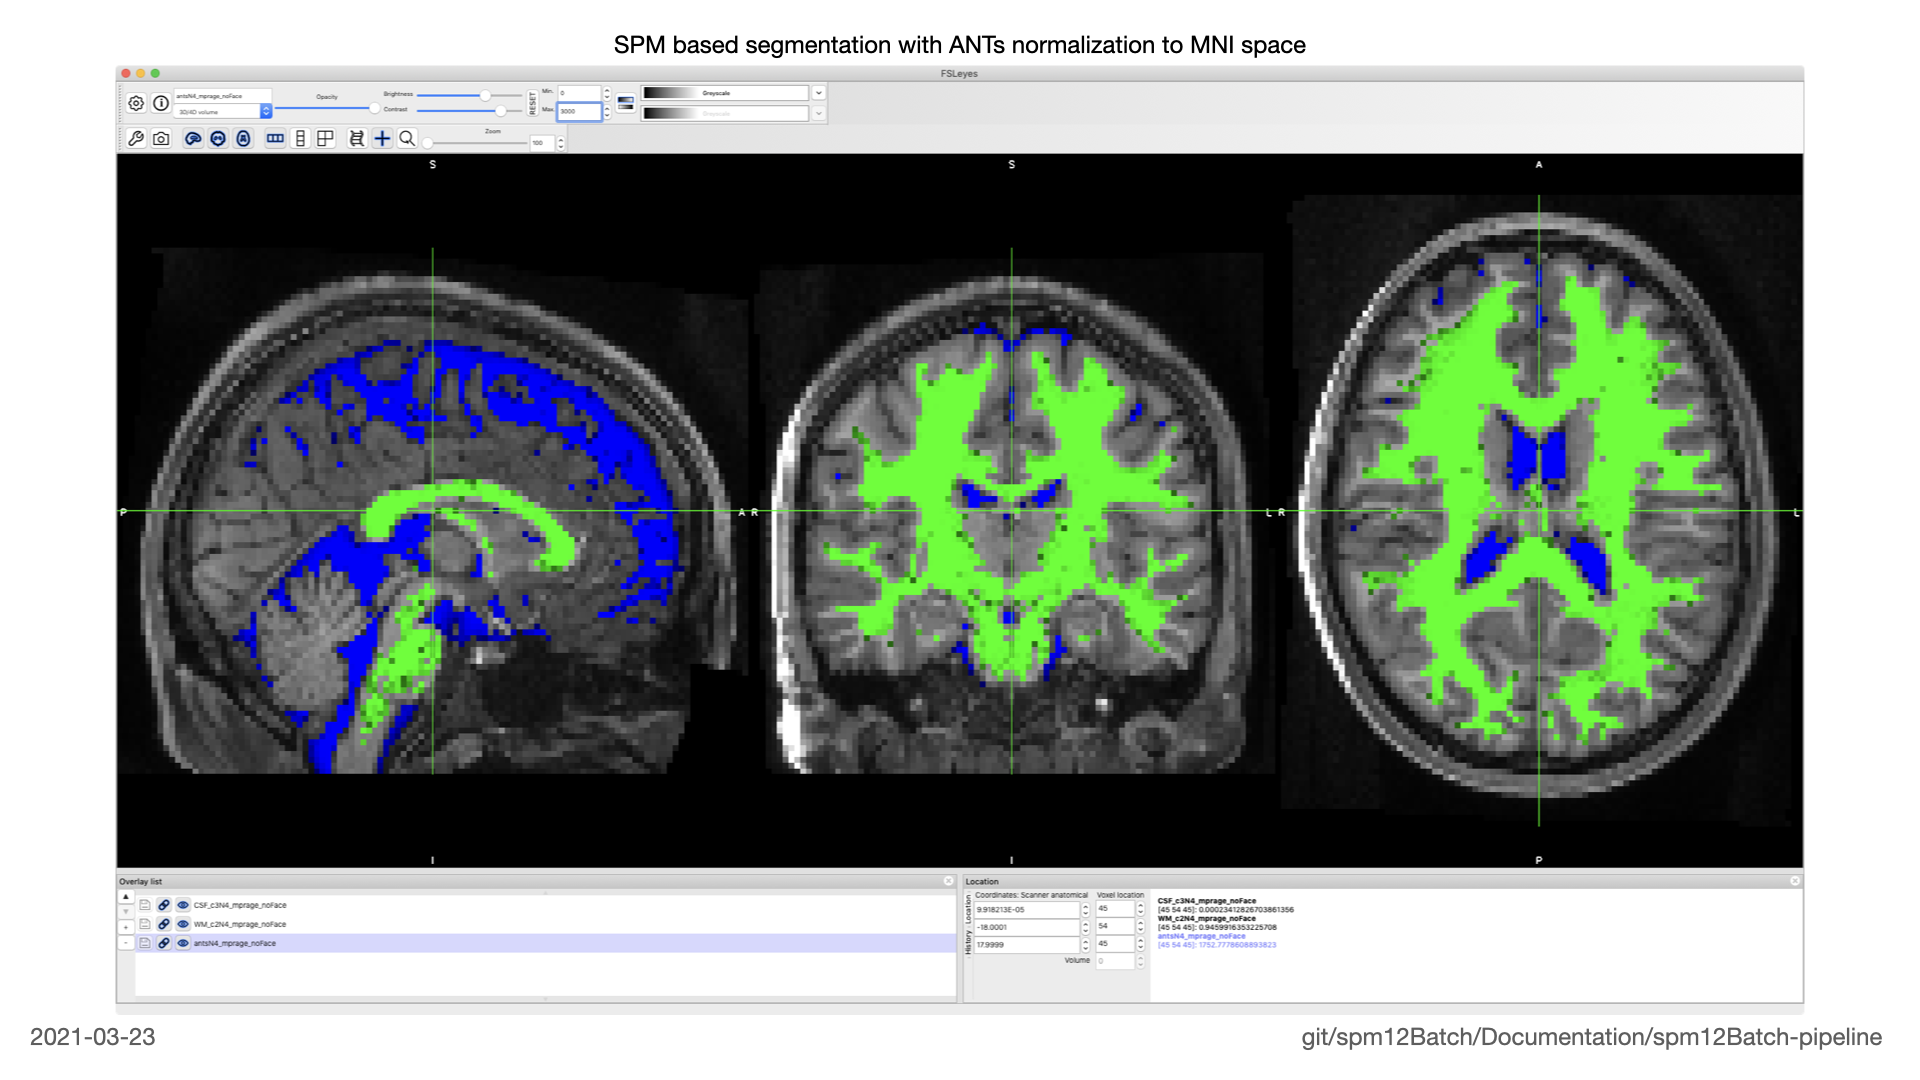 SPM based segmentation with ANTs normalization to MNI space
FSLeyes
antsN4_mprage_noFace
3D/4D volume
Opacity
Brightness
Contrast
RESET
Min. 0
Max. 3000
Greyscale
Greyscale
Zoom
100
S
S
A
P
A
R
L
R
L
I
I
P
Overlay list
CSF_c3N4_mprage_noFace
WM_c2N4_mprage_noFace
antsN4_mprage_noFace
Location
History
Location
Coordinates: Scanner anatomical
Voxel location
9.918213E-05
45
-18.0001
54
17.9999
45
Volume
0
CSF_c3N4_mprage_noFace
[45 54 45]: 0.00023412826703861356
WM_c2N4_mprage_noFace
[45 54 45]: 0.9459916353225708
antsN4_mprage_noFace
[45 54 45]: 1752.7778608893823
2021-03-23
git/spm12Batch/Documentation/spm12Batch-pipeline